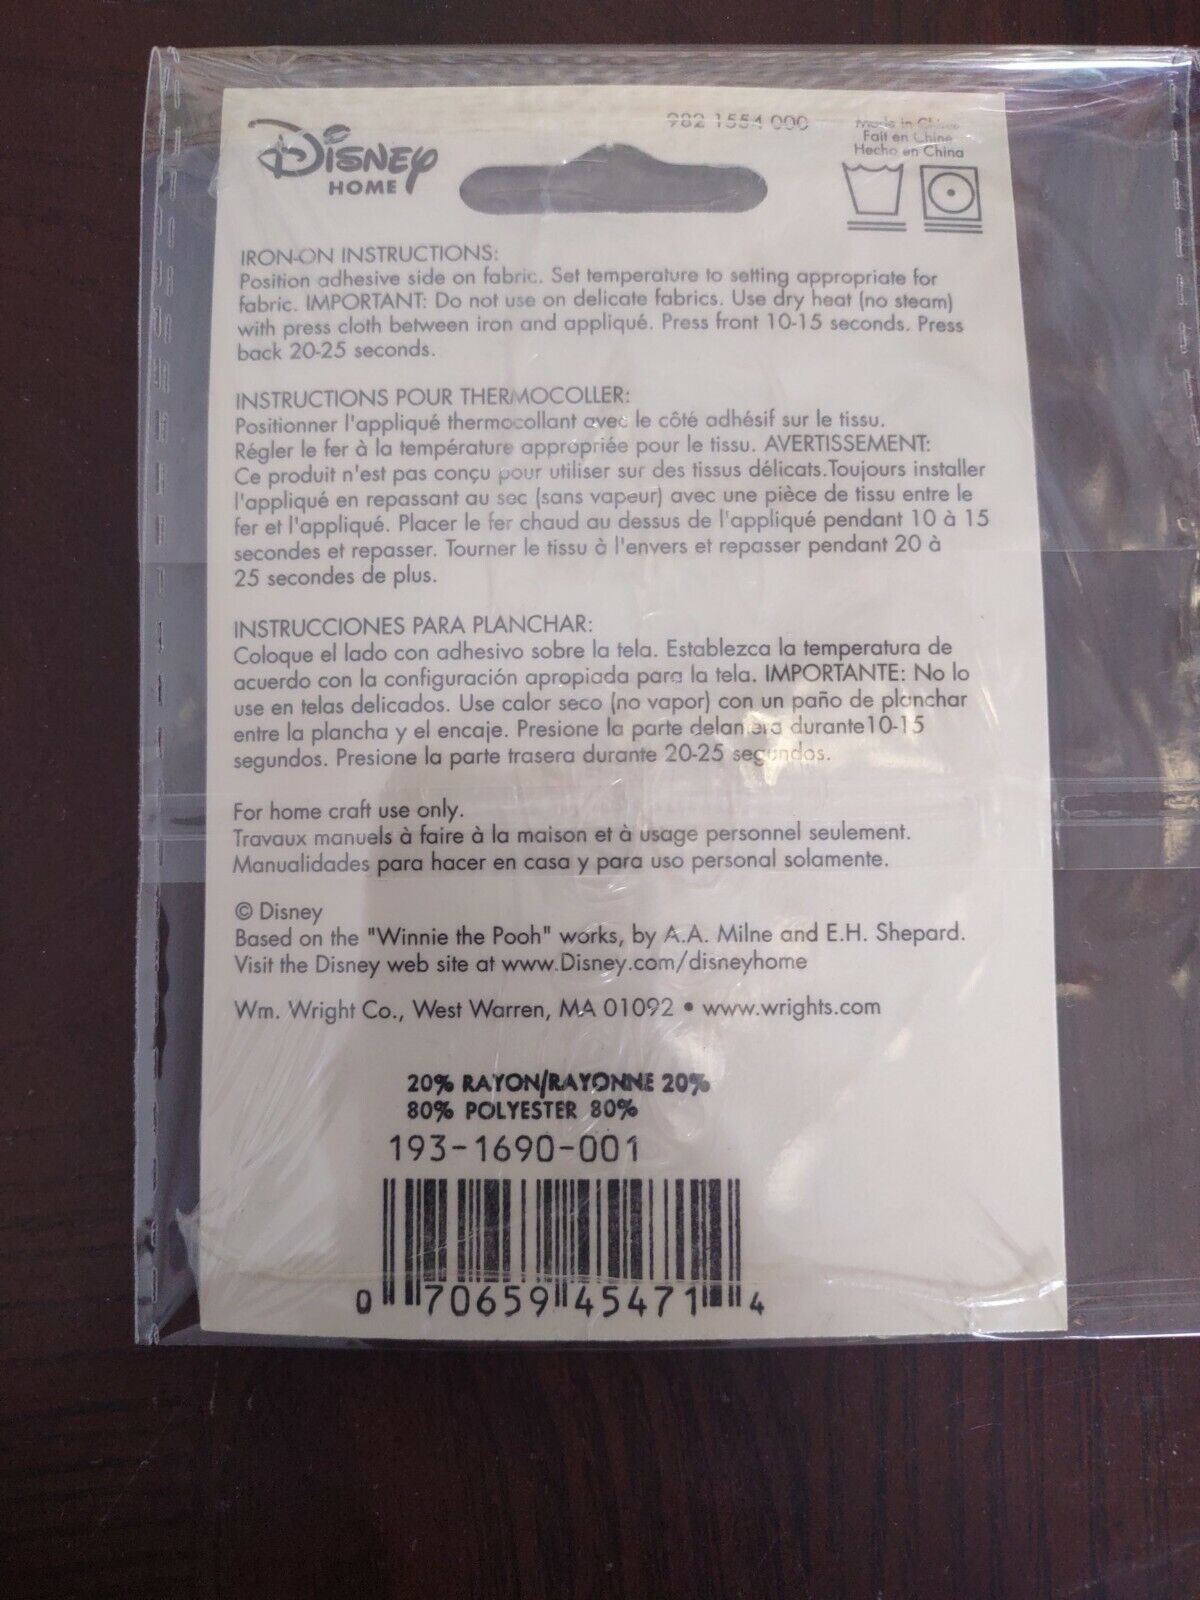 Disney
HOME
982 1554 000
Made in China
Fait en Chine
Hecho en China
IRON-ON INSTRUCTIONS:
Position adhesive side on fabric. Set temperature to setting appropriate for
fabric. IMPORTANT: Do not use on delicate fabrics. Use dry heat (no steam)
with press cloth between iron and appliqué. Press front 10-15 seconds. Press
back 20-25 seconds.
INSTRUCTIONS POUR THERMOCOLLER:
Positionner l'appliqué thermocollant avec le côté adhésif sur le tissu.
Régler le fer à la température appropriée pour le tissu. AVERTISSEMENT:
Ce produit n'est pas conçu pour utiliser sur des tissus délicats.Toujours installer
l'appliqué en repassant au sec (sans vapeur) avec une pièce de tissu entre le
fer et l'appliqué. Placer le fer chaud au dessus de l'appliqué pendant 10 à 15
secondes et repasser. Tourner le tissu à l'envers et repasser pendant 20 à
25 secondes de plus.
INSTRUCCIONES PARA PLANCHAR:
Coloque el lado con adhesivo sobre la tela. Establezca la temperatura de
acuerdo con la configuración apropiada para la tela. IMPORTANTE: No lo
use en telas delicados. Use calor seco (no vapor) con un paño de planchar
entre la plancha y el encaje. Presione la parte delantera durante10-15
segundos. Presione la parte trasera durante 20-25 segundos.
For home craft use only.
Travaux manuels à faire à la maison et à usage personnel seulement.
Manualidades para hacer en casa y para uso personal solamente.
© Disney
Based on the "Winnie the Pooh" works, by A.A. Milne and E.H. Shepard.
Visit the Disney web site at www.Disney.com/disneyhome
Wm. Wright Co., West Warren, MA 01092 • www.wrights.com
20% RAYON/RAYONNE 20%
80% POLYESTER 80%
193-1690-001
0 70659 45471 4